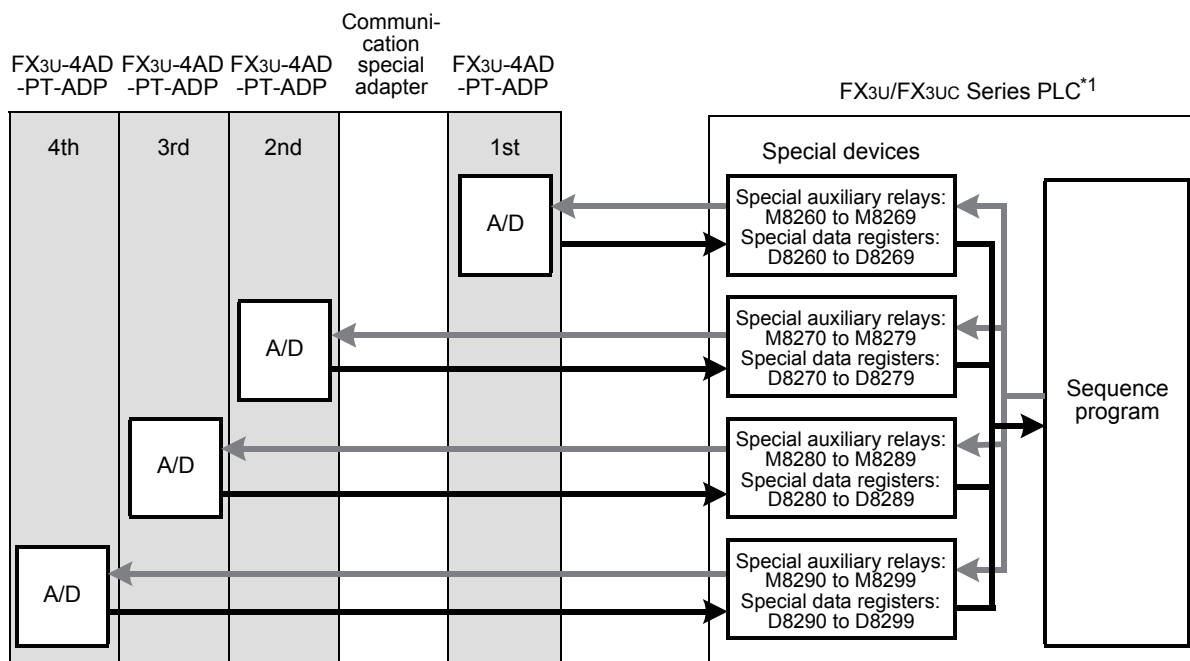 Communi-
cation
special
adapter
FX3U-4AD
-PT-ADP
FX3U-4AD
-PT-ADP
FX3U-4AD
-PT-ADP
FX3U-4AD
-PT-ADP
FX3U/FX3UC Series PLC*1
4th
3rd
2nd
1st
Special devices
A/D
Special auxiliary relays:
M8260 to M8269
Special data registers:
D8260 to D8269
A/D
Special auxiliary relays:
M8270 to M8279
Special data registers:
D8270 to D8279
Sequence
program
A/D
Special auxiliary relays:
M8280 to M8289
Special data registers:
D8280 to D8289
A/D
Special auxiliary relays:
M8290 to M8299
Special data registers:
D8290 to D8299